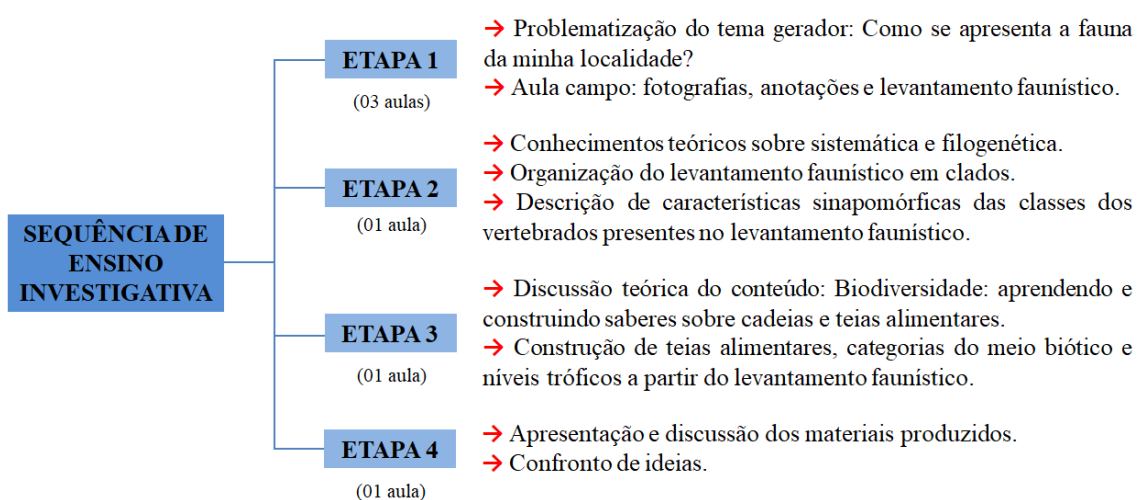 SEQUÊNCIA DE
ENSINO
INVESTIGATIVA
ETAPA 1
(03 aulas)
→ Problematização do tema gerador: Como se apresenta a fauna
da minha localidade?
→ Aula campo: fotografias, anotações e levantamento faunístico.
ETAPA 2
(01 aula)
→ Conhecimentos teóricos sobre sistemática e filogenética.
→ Organização do levantamento faunístico em clados.
→ Descrição de características sinapomórficas das classes dos
vertebrados presentes no levantamento faunístico.
ETAPA 3
(01 aula)
→ Discussão teórica do conteúdo: Biodiversidade: aprendendo e
construindo saberes sobre cadeias e teias alimentares.
→ Construção de teias alimentares, categorias do meio biótico e
níveis tróficos a partir do levantamento faunístico.
ETAPA 4
(01 aula)
→ Apresentação e discussão dos materiais produzidos.
→ Confronto de ideias.